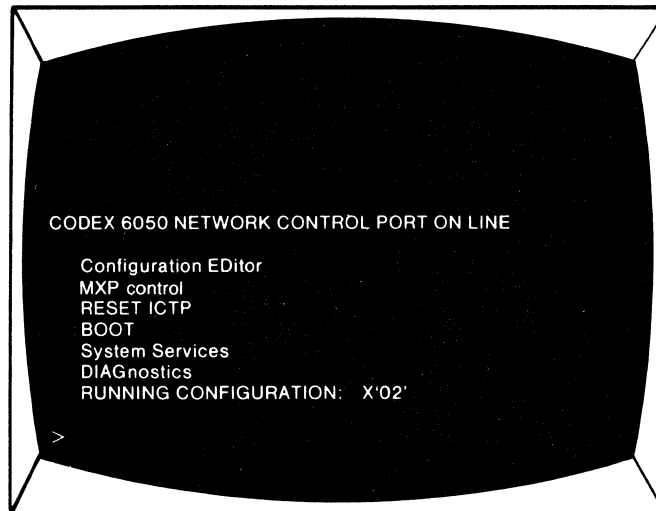 CODEX 6050 NETWORK CONTROL PORT ON LINE
Configuration EDitor
MXP control
RESET ICTP
BOOT
System Services
DIAGnostics
RUNNING CONFIGURATION: X'02'
>